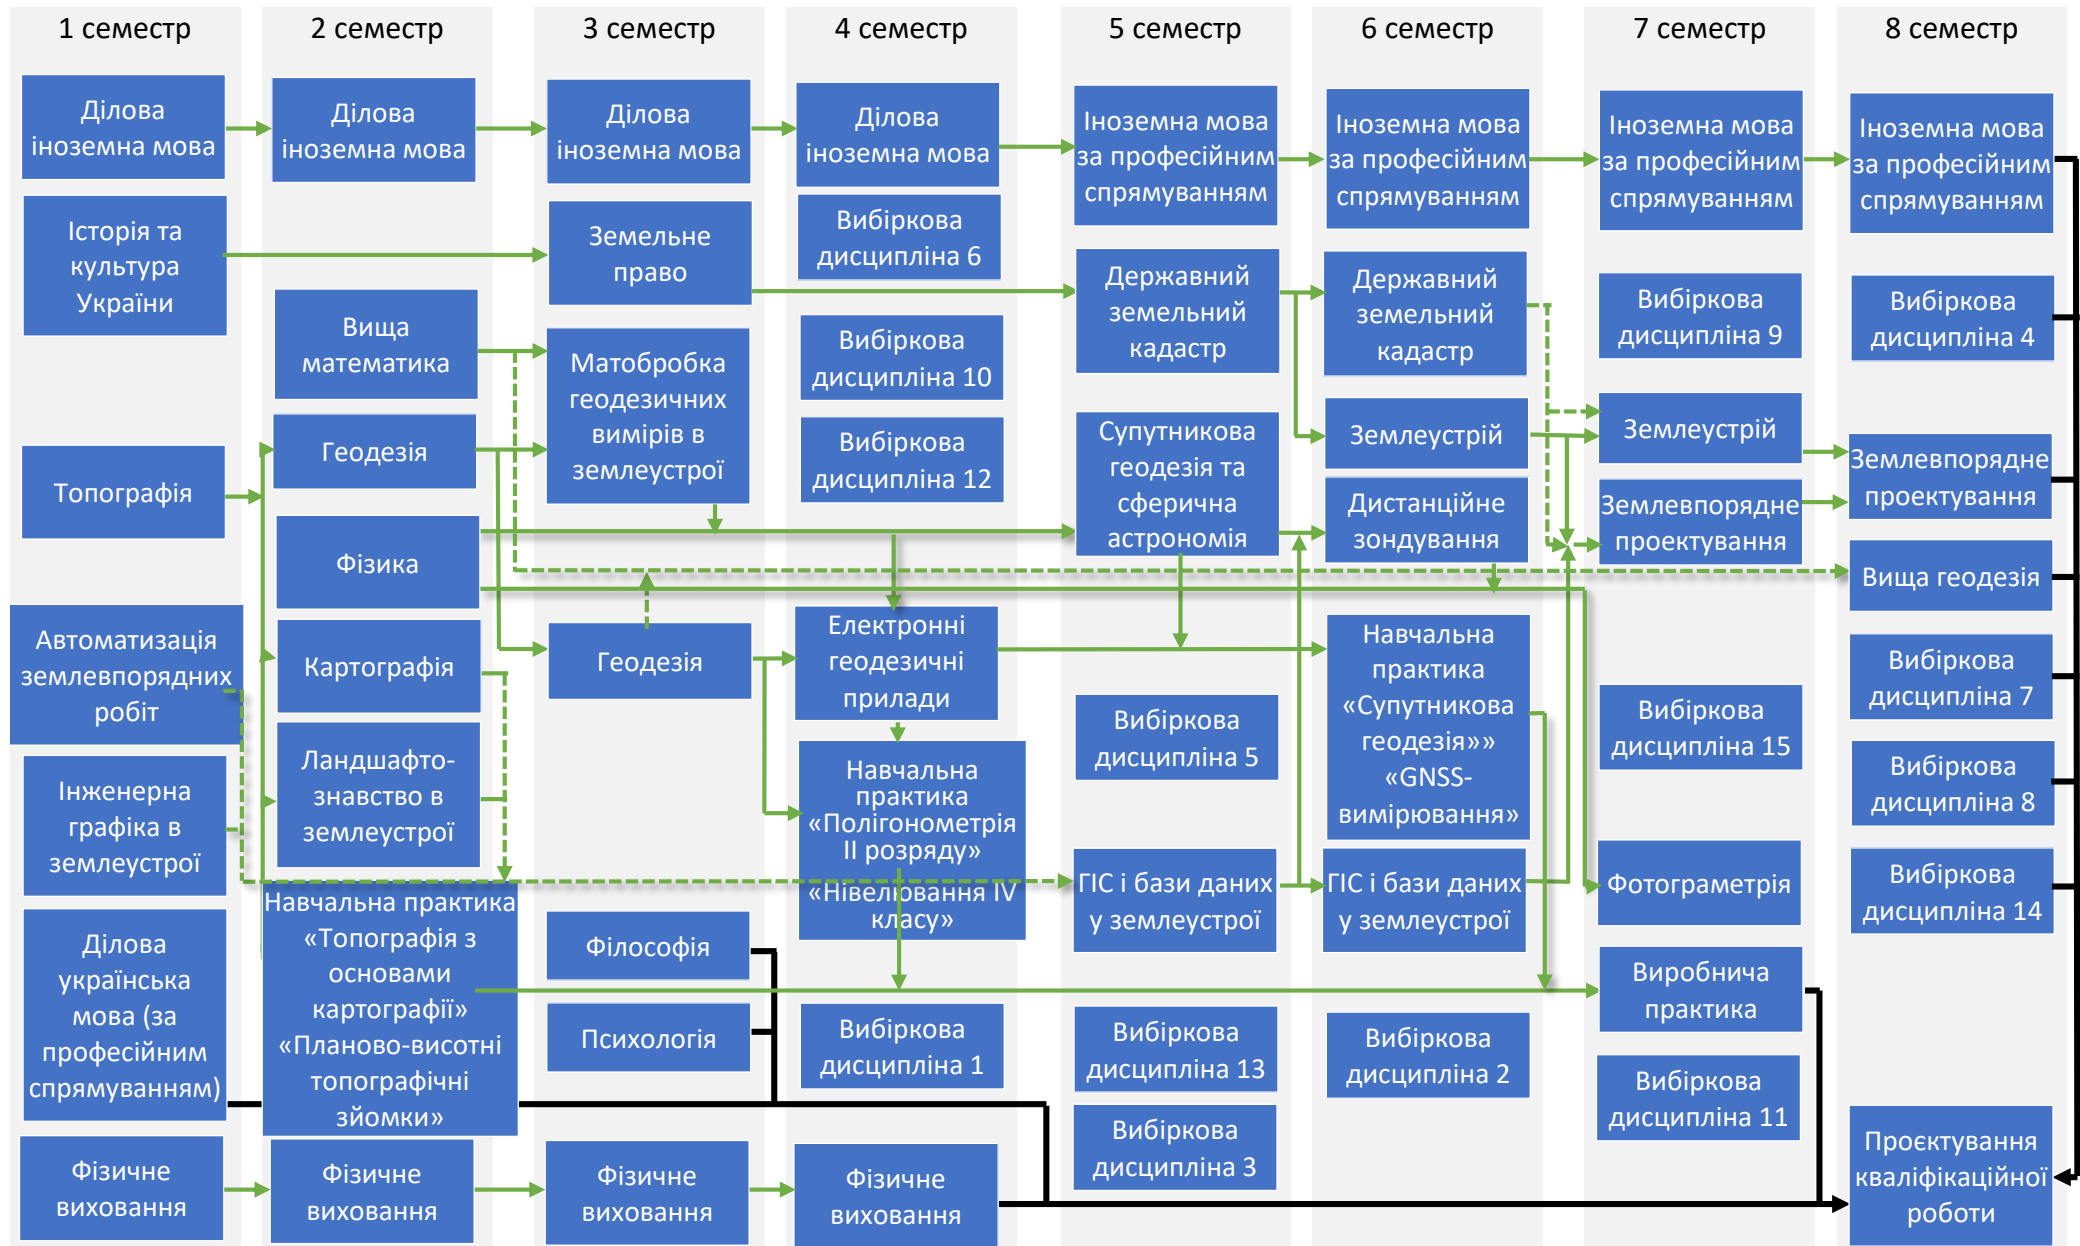 1 семестр
2 семестр
3 семестр
4 семестр
5 семестр
6 семестр
7 семестр
8 семестр
Ділова
іноземна мова
Історія та
культура
України
Топографія
Автоматизація
землевпорядних
робіт
Інженерна
графіка в
землеустрої
Ділова
українська
мова (за
професійним
спрямуванням)
Фізичне
виховання
Ділова
іноземна мова
Вища
математика
Геодезія
Фізика
Картографія
Ландшафто-
знавство в
землеустрої
Навчальна практика
«Топографія з
основами
картографії»
«Планово-висотні
топографічні
зйомки»
Фізичне
виховання
Ділова
іноземна мова
Земельне
право
Матобробка
геодезичних
вимірів в
землеустрої
Геодезія
Філософія
Психологія
Фізичне
виховання
Ділова
іноземна мова
Вибіркова
дисципліна 6
Вибіркова
дисципліна 10
Вибіркова
дисципліна 12
Електронні
геодезичні
прилади
Навчальна
практика
«Полігонометрія
ІІ розряду»
«Нівелювання IV
класу»
Вибіркова
дисципліна 1
Фізичне
виховання
Іноземна мова
за професійним
спрямуванням
Державний
земельний
кадастр
Супутникова
геодезія та
сферична
астрономія
Вибіркова
дисципліна 5
ГІС і бази даних
у землеустрої
Вибіркова
дисципліна 13
Вибіркова
дисципліна 3
Іноземна мова
за професійним
спрямуванням
Державний
земельний
кадастр
Землеустрій
Дистанційне
зондування
Навчальна
практика
«Супутникова
геодезія»»
«GNSS-
вимірювання»
ГІС і бази даних
у землеустрої
Вибіркова
дисципліна 2
Іноземна мова
за професійним
спрямуванням
Вибіркова
дисципліна 9
Землеустрій
Землевпорядне
проектування
Вибіркова
дисципліна 15
Фотограметрія
Виробнича
практика
Вибіркова
дисципліна 11
Іноземна мова
за професійним
спрямуванням
Вибіркова
дисципліна 4
Землевпорядне
проектування
Вища геодезія
Вибіркова
дисципліна 7
Вибіркова
дисципліна 8
Вибіркова
дисципліна 14
Проєктування
кваліфікаційної
роботи